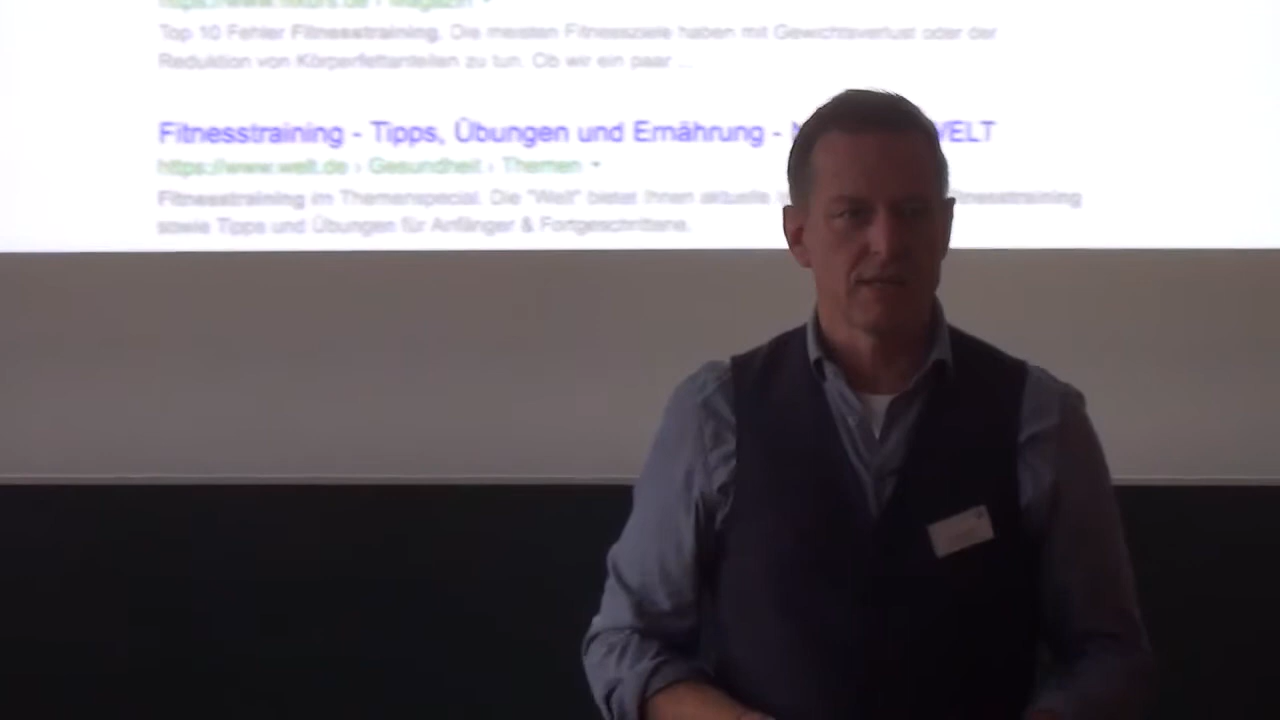 Top 10 Fehler Fitnesstraining. Die meisten Fitnessziele haben mit Gewichtsverlust oder der
Reduktion von Körperfettanteilen zu tun. Ob wir ein paar ...
Fitnesstraining - Tipps, Übungen und Ernährung - WELT
https://www.welt.de › Gesundheit › Themen
Fitnesstraining im Themenspecial. Die "Welt" bietet Ihnen aktuelle Fitnesstraining
sowie Tipps und Übungen für Anfänger & Fortgeschrittene.